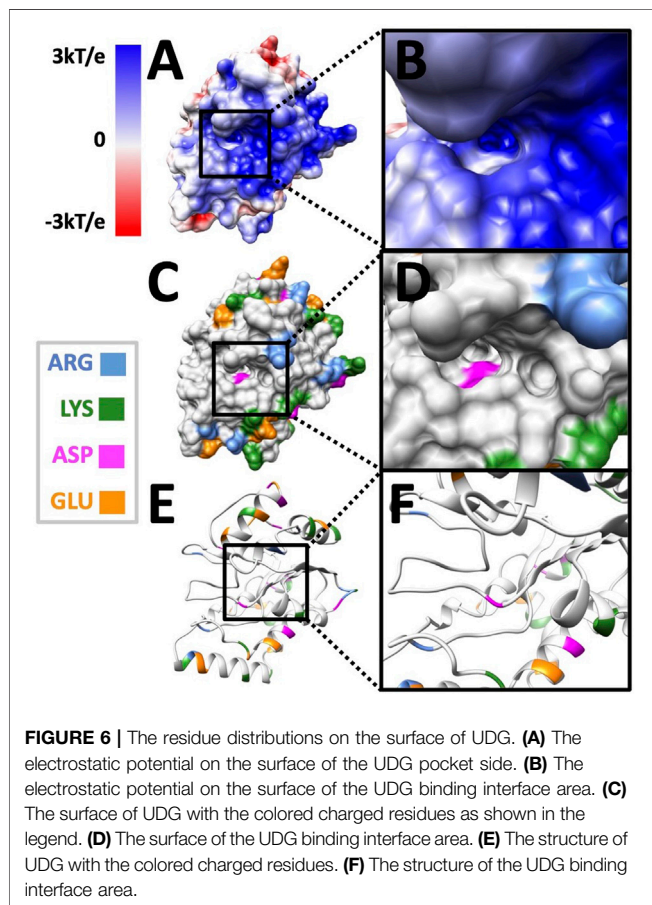 3kT/e
0
-3kT/e
A
B
C
D
ARG
LYS
ASP
GLU
E
F
FIGURE 6 | The residue distributions on the surface of UDG. (A) The
electrostatic potential on the surface of the UDG pocket side. (B) The
electrostatic potential on the surface of the UDG binding interface area. (C)
The surface of UDG with the colored charged residues as shown in the
legend. (D) The surface of the UDG binding interface area. (E) The structure of
UDG with the colored charged residues. (F) The structure of the UDG binding
interface area.